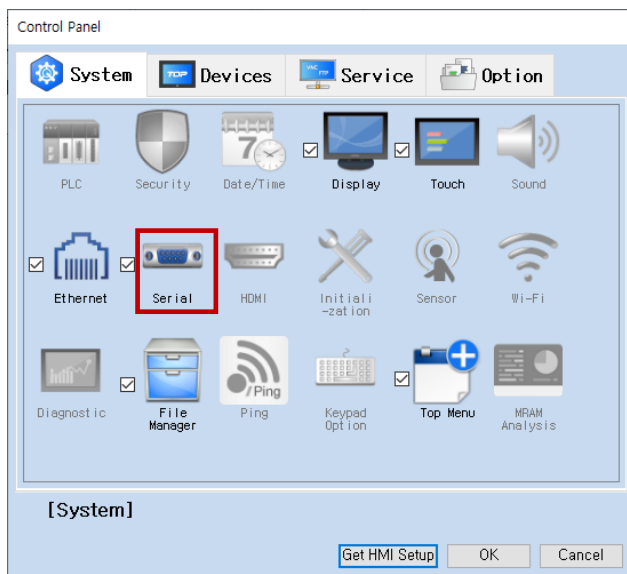 Control Panel
System
TOP
Devices
VNC
FTP
Service
Option
7
PLC
Security
Date/Time
Display
Touch
Sound
Ethernet
Serial
HDMI
Initiali
-zation
Sensor
Wi-Fi
/Ping
Diagnostic
File
Manager
Ping
Keypad
Option
Top Menu
MRAM
Analysis
[System]
Get HMI Setup
OK
Cancel